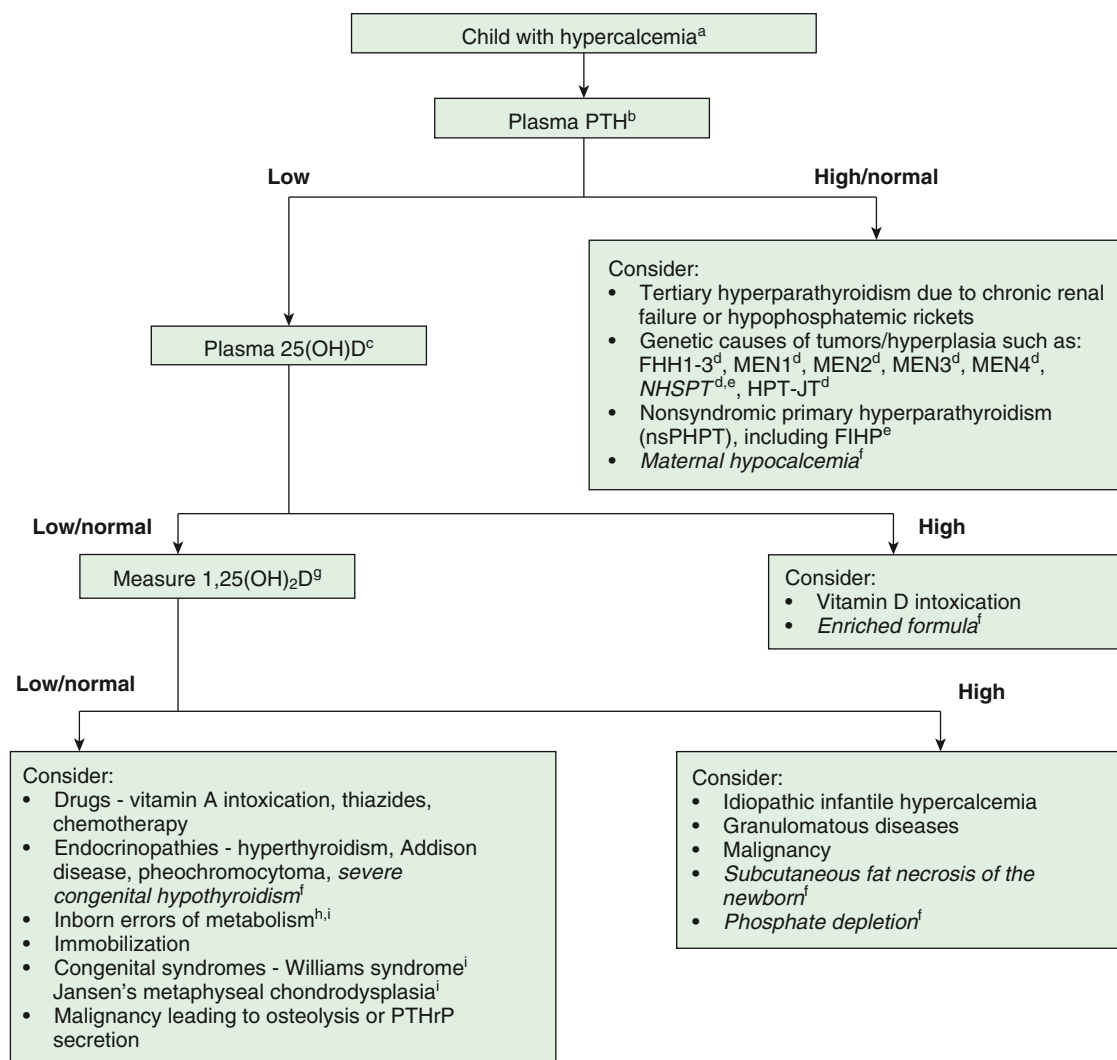 Child with hypercalcemiaᵃ
Plasma PTHᵇ
Low
High/normal
Consider:
• Tertiary hyperparathyroidism due to chronic renal
failure or hypophosphatemic rickets
• Genetic causes of tumors/hyperplasia such as:
FHH1-3ᵈ, MEN1ᵈ, MEN2ᵈ, MEN3ᵈ, MEN4ᵈ,
NHSPTᵈ,ᵉ, HPT-JTᵈ
• Nonsyndromic primary hyperparathyroidism
(nsPHPT), including FIHPᵉ
• Maternal hypocalcemiaᶠ
Plasma 25(OH)Dᶜ
Low/normal
High
Measure 1,25(OH)₂Dᵍ
Consider:
• Vitamin D intoxication
• Enriched formulaᶠ
Low/normal
High
Consider:
• Drugs - vitamin A intoxication, thiazides,
chemotherapy
• Endocrinopathies - hyperthyroidism, Addison
disease, pheochromocytoma, severe
congenital hypothyroidismᶠ
• Inborn errors of metabolismʰ,ⁱ
• Immobilization
• Congenital syndromes - Williams syndromeⁱ
Jansen's metaphyseal chondrodysplasiaⁱ
• Malignancy leading to osteolysis or PTHrP
secretion
Consider:
• Idiopathic infantile hypercalcemia
• Granulomatous diseases
• Malignancy
• Subcutaneous fat necrosis of the
newbornᶠ
• Phosphate depletionᶠ